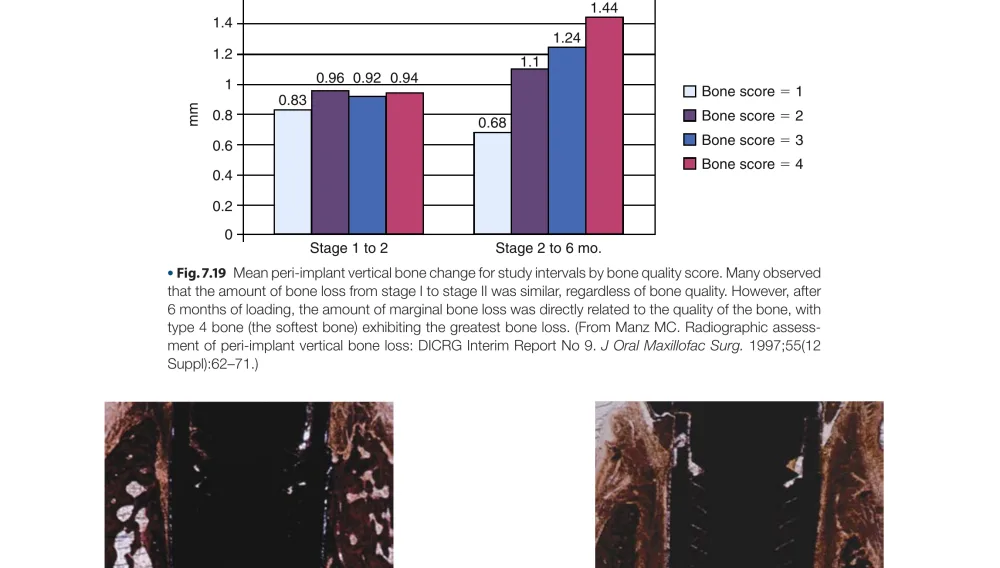 1.44
1.4
1.24
1.2
1.1
0.96 0.92 0.94
1
0.83
mm
0.8
0.68
0.6
0.4
0.2
0
Stage 1 to 2
Stage 2 to 6 mo.
Bone score = 1
Bone score = 2
Bone score = 3
Bone score = 4
• Fig. 7.19 Mean peri-implant vertical bone change for study intervals by bone quality score. Many observed
that the amount of bone loss from stage I to stage II was similar, regardless of bone quality. However, after
6 months of loading, the amount of marginal bone loss was directly related to the quality of the bone, with
type 4 bone (the softest bone) exhibiting the greatest bone loss. (From Manz MC. Radiographic assess-
ment of peri-implant vertical bone loss: DICRG Interim Report No 9. J Oral Maxillofac Surg. 1997;55(12
Suppl):62–71.)